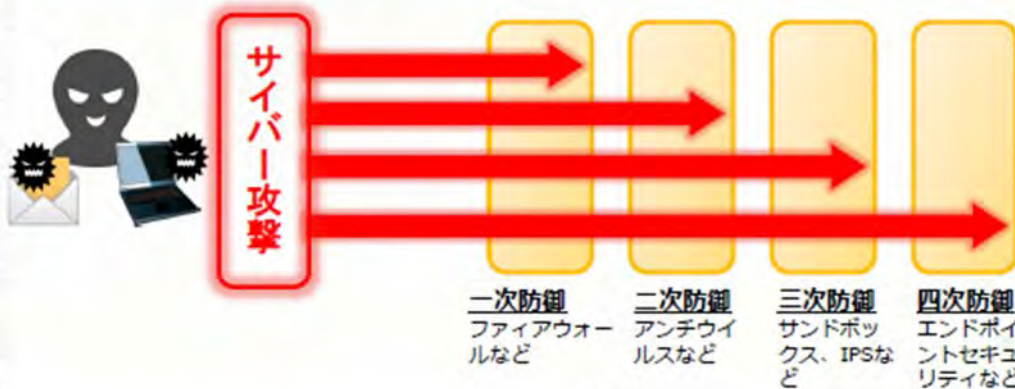 サイバー攻撃
一次防御
ファイアウォー
ルなど
二次防御
アンチウイ
ルスなど
三次防御
サンドボッ
クス、IPSな
ど
四次防御
エンドポイ
ントセキュ
リティなど